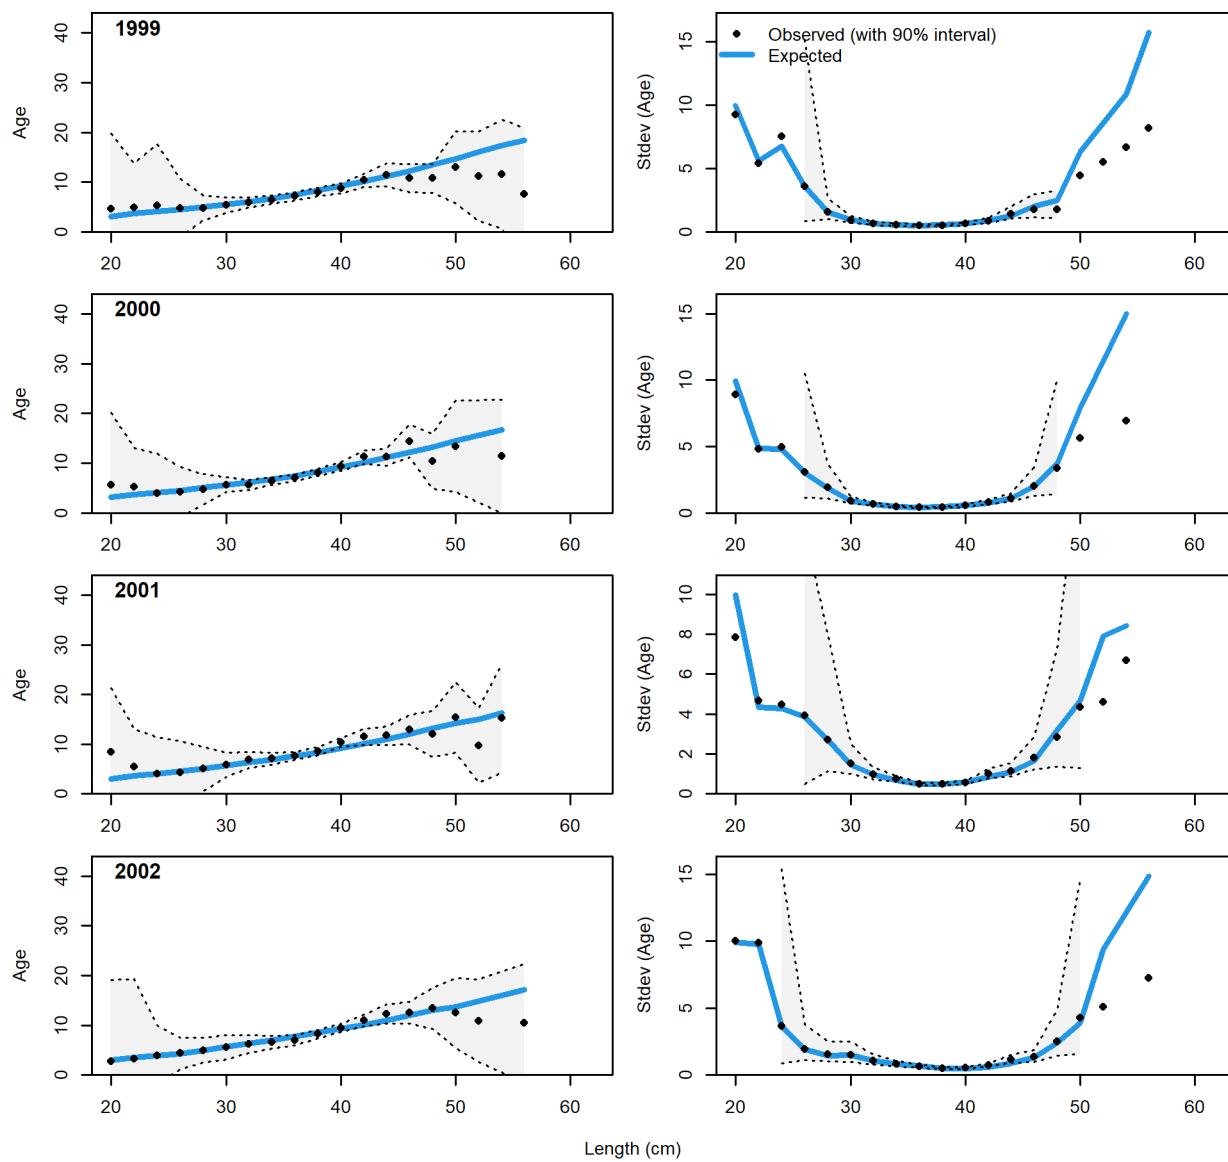 1999
Age
0 10 20 30 40
20 30 40 50 60
Observed (with 90% interval)
Expected
Stdev (Age)
0 5 10 15
20 30 40 50 60
2000
Age
0 10 20 30 40
20 30 40 50 60
Stdev (Age)
0 5 10 15
20 30 40 50 60
2001
Age
0 10 20 30 40
20 30 40 50 60
Stdev (Age)
0 2 4 6 8 10
20 30 40 50 60
2002
Age
0 10 20 30 40
20 30 40 50 60
Stdev (Age)
0 5 10 15
20 30 40 50 60
Length (cm)